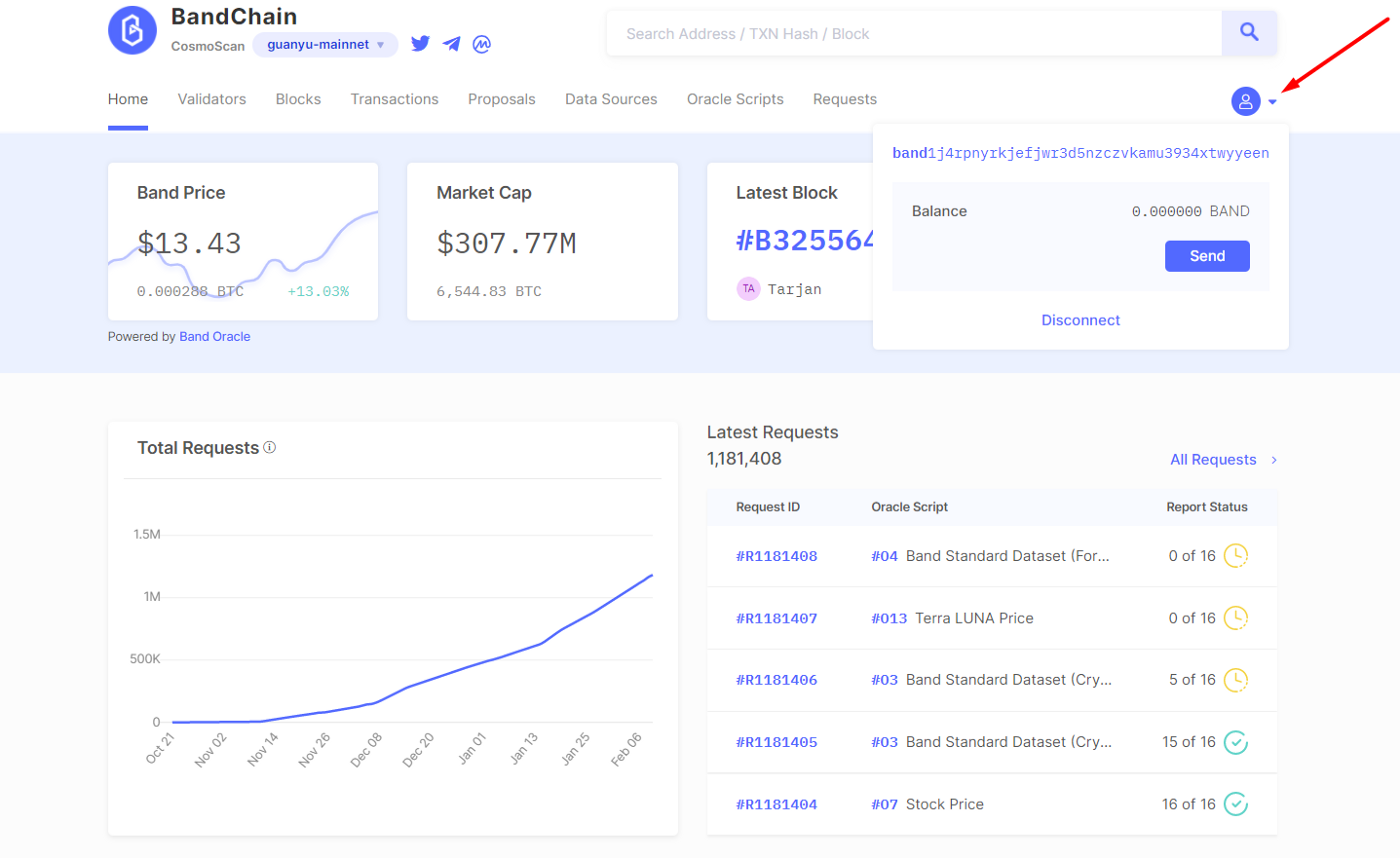 BandChain
CosmoScan guanyu-mainnet
Search Address / TXN Hash / Block
Home Validators Blocks Transactions Proposals Data Sources Oracle Scripts Requests
band1j4rpnyrkjefjwr3d5nzczvkamu3934xtwyyeen
Balance 0.000000 BAND
Send
Disconnect
Band Price
$13.43
0.000288 BTC +13.03%
Market Cap
$307.77M
6,544.83 BTC
Latest Block
#B325564
TA Tarjan
Powered by Band Oracle
Total Requests
1.5M
1M
500K
0
Oct 21 Nov 02 Nov 14 Nov 26 Dec 08 Dec 20 Jan 01 Jan 13 Jan 25 Feb 06
Latest Requests
1,181,408
All Requests >
Request ID Oracle Script Report Status
#R1181408 #04 Band Standard Dataset (For... 0 of 16
#R1181407 #013 Terra LUNA Price 0 of 16
#R1181406 #03 Band Standard Dataset (Cry... 5 of 16
#R1181405 #03 Band Standard Dataset (Cry... 15 of 16
#R1181404 #07 Stock Price 16 of 16